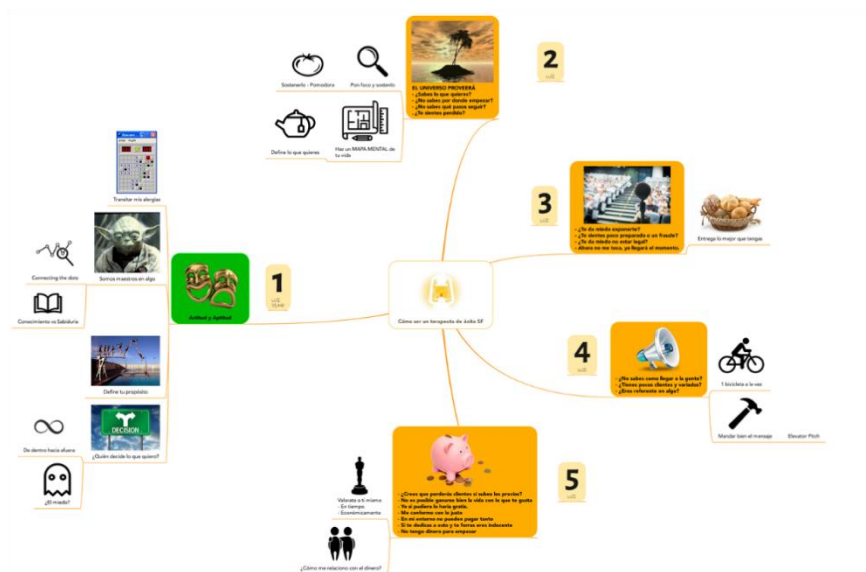 Cómo ser un terapeuta de éxito EF
1
Actitud y Aptitud
Transitar mis alergias
Somos maestros en algo
Connecting the dots
Conocimiento vs Sabiduría
Define tu propósito
DECISION
¿Quién decide lo que quiero?
De dentro hacia afuera
¿El miedo?
2
EL UNIVERSO PROVEERÁ
- ¿Sabes lo que quieres?
- ¿No sabes por donde empezar?
- ¿No sabes qué pasos seguir?
- ¿Te sientes perdido?
Sostenerlo - Pomodoro
Pon foco y sostenlo
Define lo que quieres
Haz un MAPA MENTAL de
tu vida
3
- ¿Te da miedo exponerte?
- ¿Te sientes poco preparado o un fraude?
- ¿Te da miedo no estar legal?
- Ahora no me toca, ya llegará el momento.
Entrega lo mejor que tengas
4
- ¿No sabes como llegar a la gente?
- ¿Tienes pocos clientes y variados?
- ¿Eres referente en algo?
1 bicicleta a la vez
Mandar bien el mensaje
Elevator Pitch
5
- ¿Crees que perderás clientes si subes los precios?
- No es posible ganarse bien la vida con lo que te gusta
- Yo si pudiera lo haría gratis.
- Me conformo con lo justo
- En mi entorno no pueden pagar tanto
- Si te dedicas a esto y te forras eres indecente
- No tengo dinero para empezar
Valorate a ti mismo
- En tiempo
- Económicamente
¿Cómo me relaciono con el dinero?